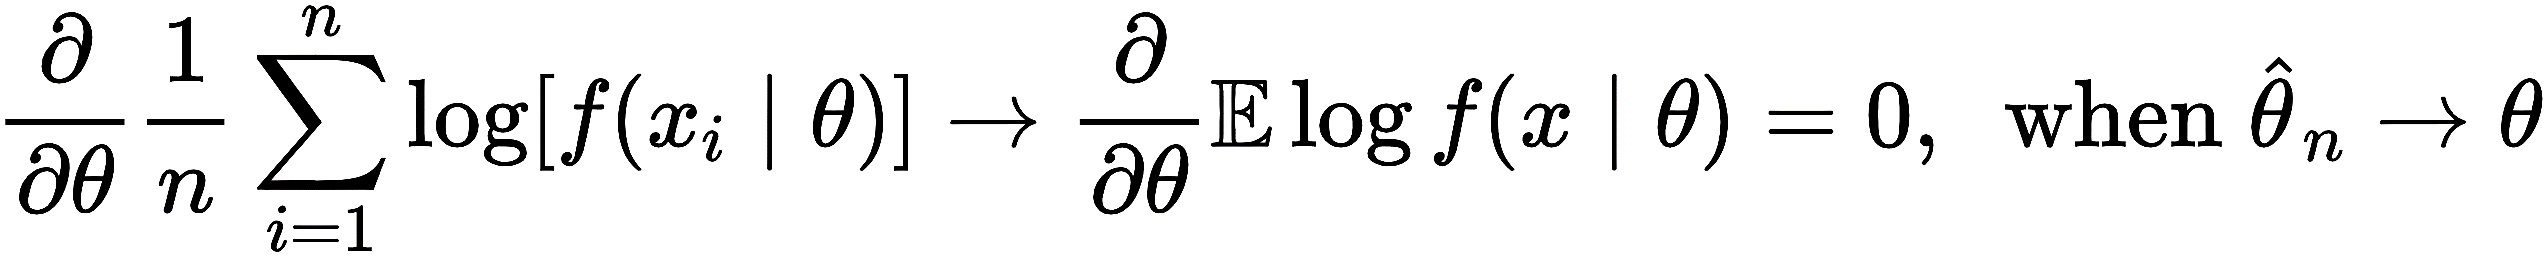 ∂/∂θ 1/n ∑_{i=1}^{n} log[f(x_i | θ)] → ∂/∂θ 𝔼 log f(x | θ) = 0, when θ̂_n → θ